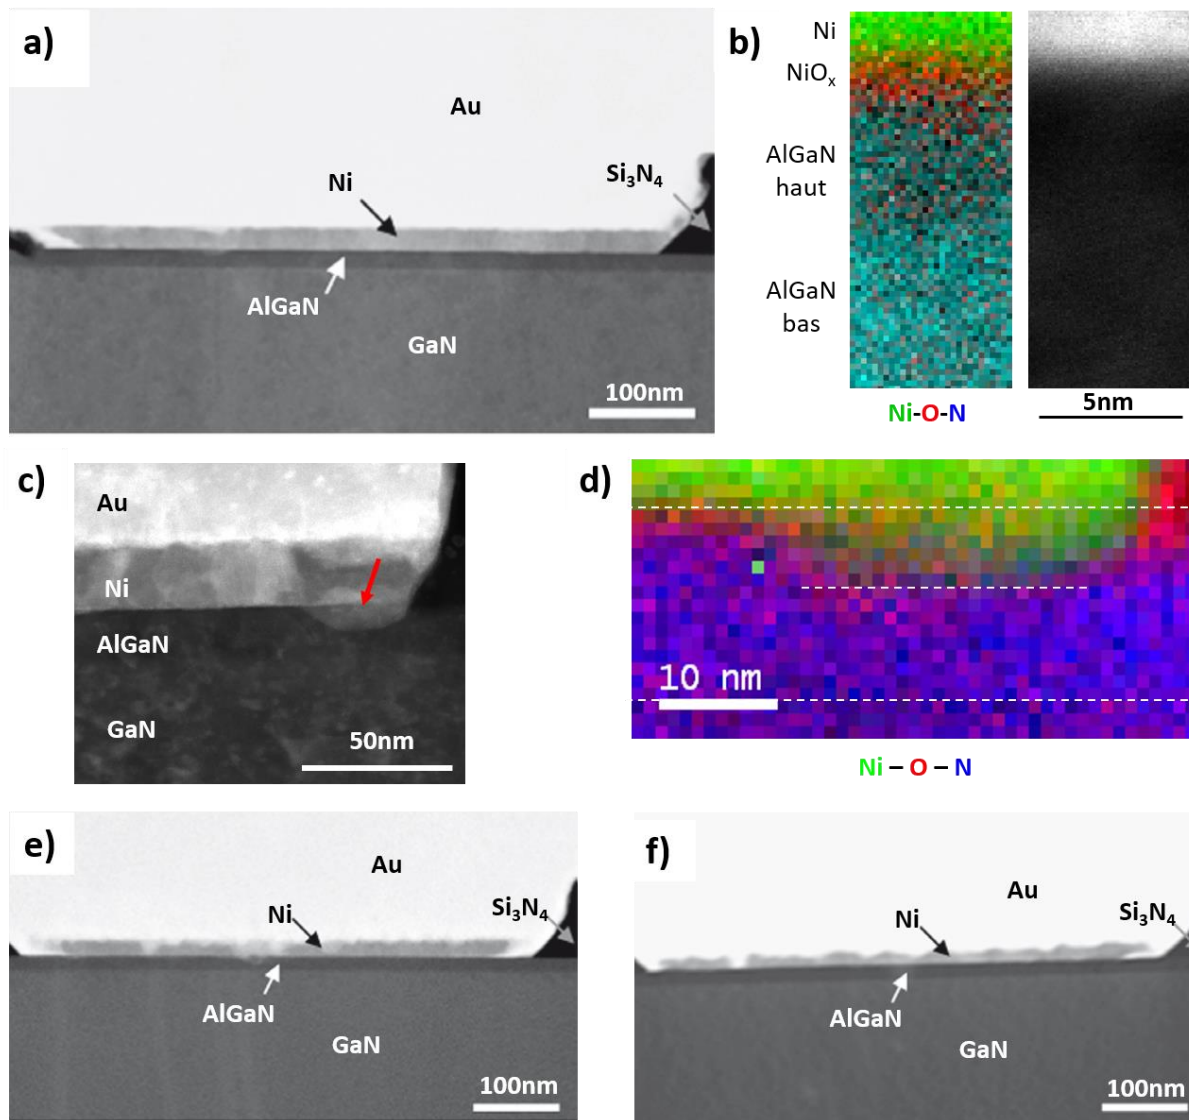 a)
Au
Ni
Si₃N₄
AlGaN
GaN
100nm
b)
Ni
NiOₓ
AlGaN
haut
AlGaN
bas
Ni-O-N
5nm
c)
Au
Ni
AlGaN
GaN
50nm
d)
10 nm
Ni – O – N
e)
Au
Ni
Si₃N₄
AlGaN
GaN
100nm
f)
Au
Ni
Si₃N₄
AlGaN
GaN
100nm